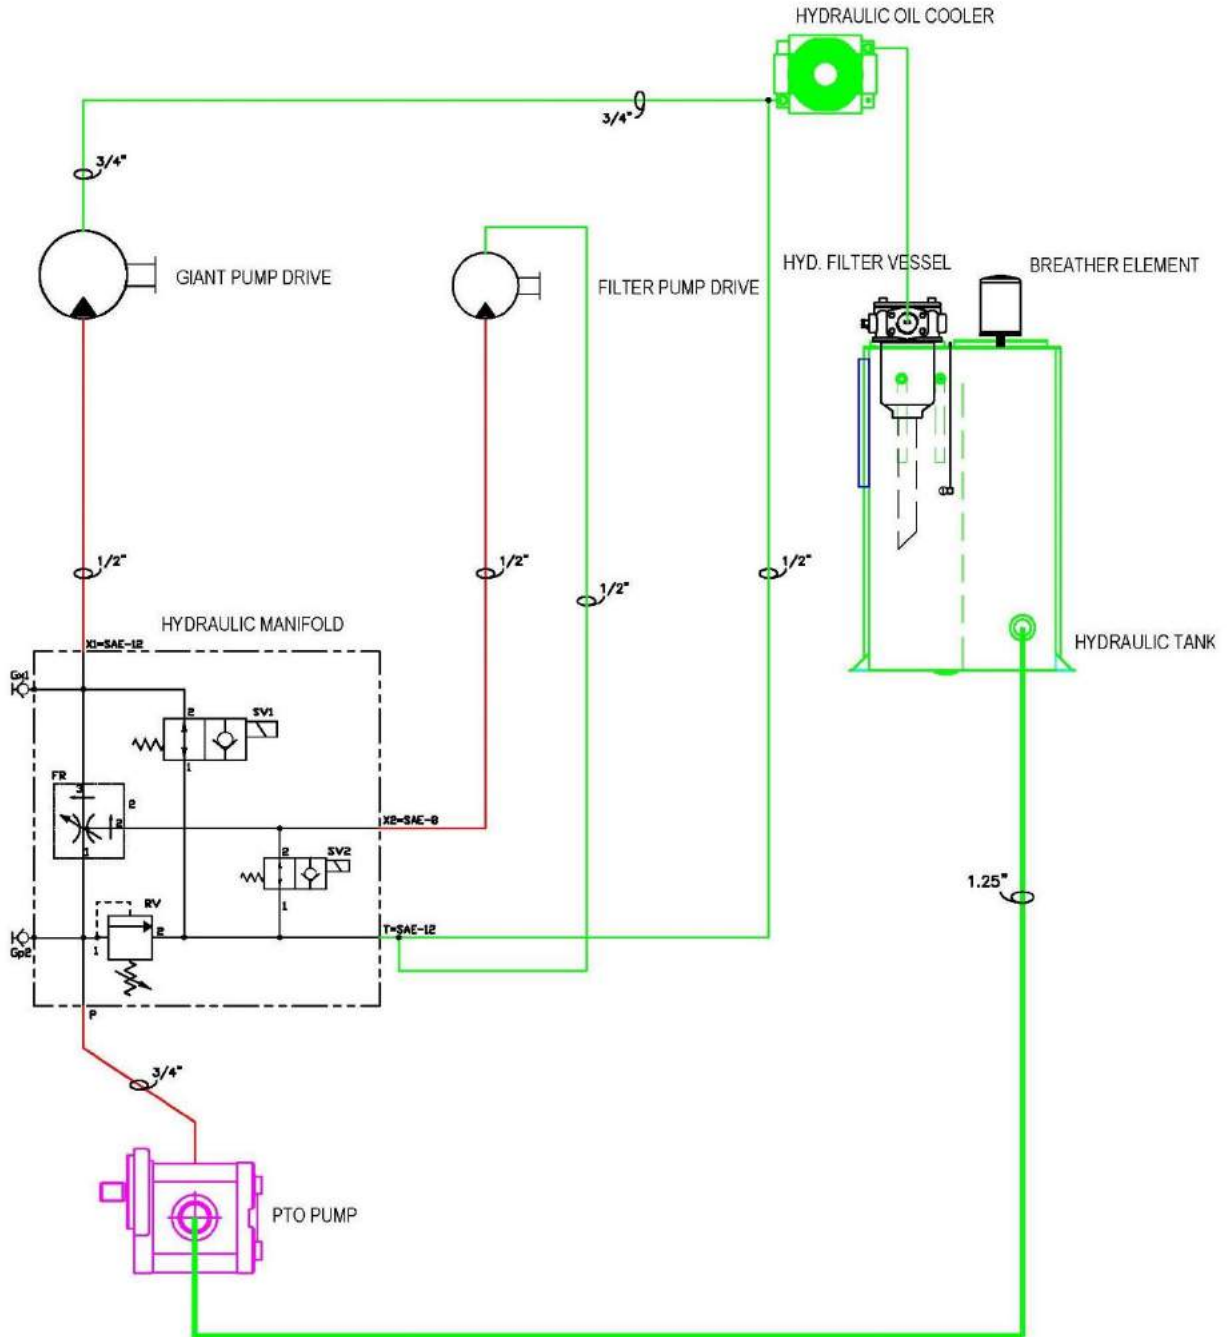 HYDRAULIC OIL COOLER
3/4"
3/4"
GIANT PUMP DRIVE
FILTER PUMP DRIVE
HYD. FILTER VESSEL
BREATHER ELEMENT
1/2"
1/2"
1/2"
1/2"
HYDRAULIC MANIFOLD
HYDRAULIC TANK
X1=SAE-12
2
SV1
1
FR
3
2
2
1
X2=SAE-8
2
SV2
1
RV
1
2
T=SAE-12
Gp2
P
1.25"
3/4"
PTO PUMP